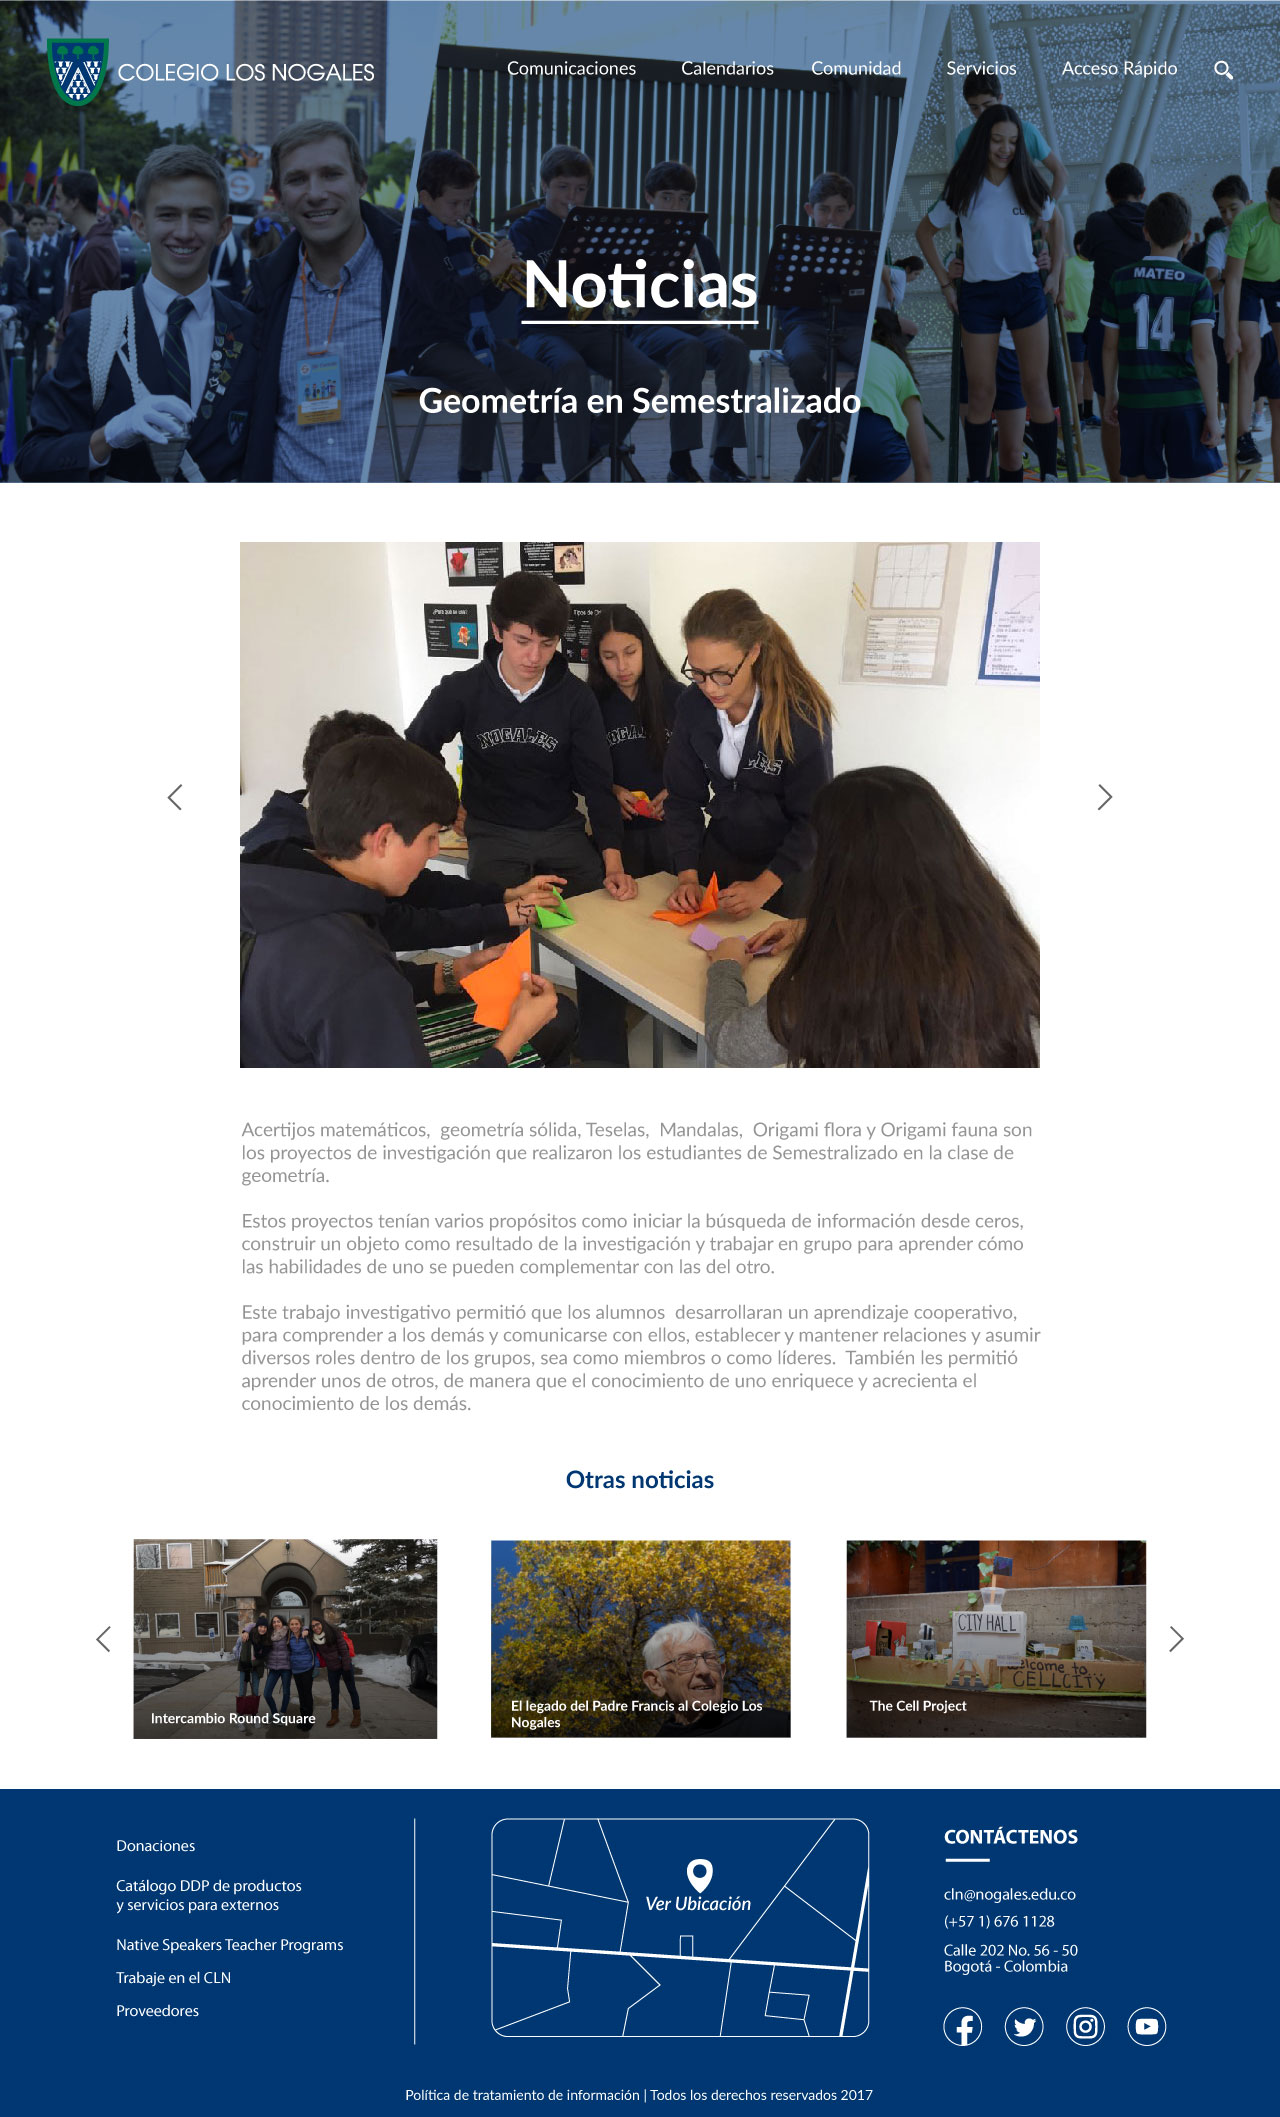 COLEGIO LOS NOGALES
Comunicaciones
Calendarios
Comunidad
Servicios
Acceso Rápido
MATEO
14
Noticias
Geometría en Semestralizado
NOGALES
Acertijos matemáticos,  geometría sólida, Teselas,  Mandalas,  Origami flora y Origami fauna son
los proyectos de investigación que realizaron los estudiantes de Semestralizado en la clase de
geometría.
Estos proyectos tenían varios propósitos como iniciar la búsqueda de información desde ceros,
construir un objeto como resultado de la investigación y trabajar en grupo para aprender cómo
las habilidades de uno se pueden complementar con las del otro.
Este trabajo investigativo permitió que los alumnos  desarrollaran un aprendizaje cooperativo,
para comprender a los demás y comunicarse con ellos, establecer y mantener relaciones y asumir
diversos roles dentro de los grupos, sea como miembros o como líderes.  También les permitió
aprender unos de otros, de manera que el conocimiento de uno enriquece y acrecienta el
conocimiento de los demás.
Otras noticias
Intercambio Round Square
El legado del Padre Francis al Colegio Los
Nogales
CITY HALL
welcome to
CELLCITY
The Cell Project
Donaciones
Catálogo DDP de productos
y servicios para externos
Native Speakers Teacher Programs
Trabaje en el CLN
Proveedores
Ver Ubicación
CONTÁCTENOS
cln@nogales.edu.co
(+57 1) 676 1128
Calle 202 No. 56 - 50
Bogotá - Colombia
Política de tratamiento de información | Todos los derechos reservados 2017